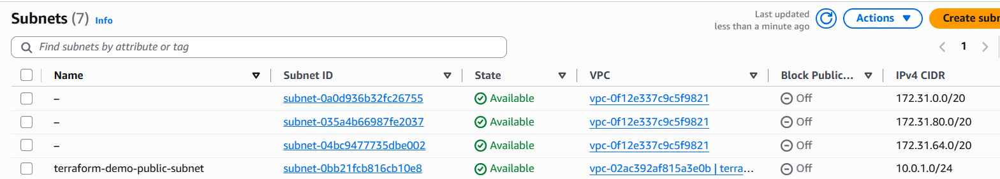 Subnets (7) Info
Last updated
less than a minute ago
Actions
Create subn
Find subnets by attribute or tag
1
Name Subnet ID State VPC Block Public... IPv4 CIDR
– subnet-0a0d936b32fc26755 Available vpc-0f12e337c9c5f9821 Off 172.31.0.0/20
– subnet-035a4b66987fe2037 Available vpc-0f12e337c9c5f9821 Off 172.31.80.0/20
– subnet-04bc9477735dbe002 Available vpc-0f12e337c9c5f9821 Off 172.31.64.0/20
terraform-demo-public-subnet subnet-0bb21fcb816cb10e8 Available vpc-02ac392af815a3e0b | terra... Off 10.0.1.0/24